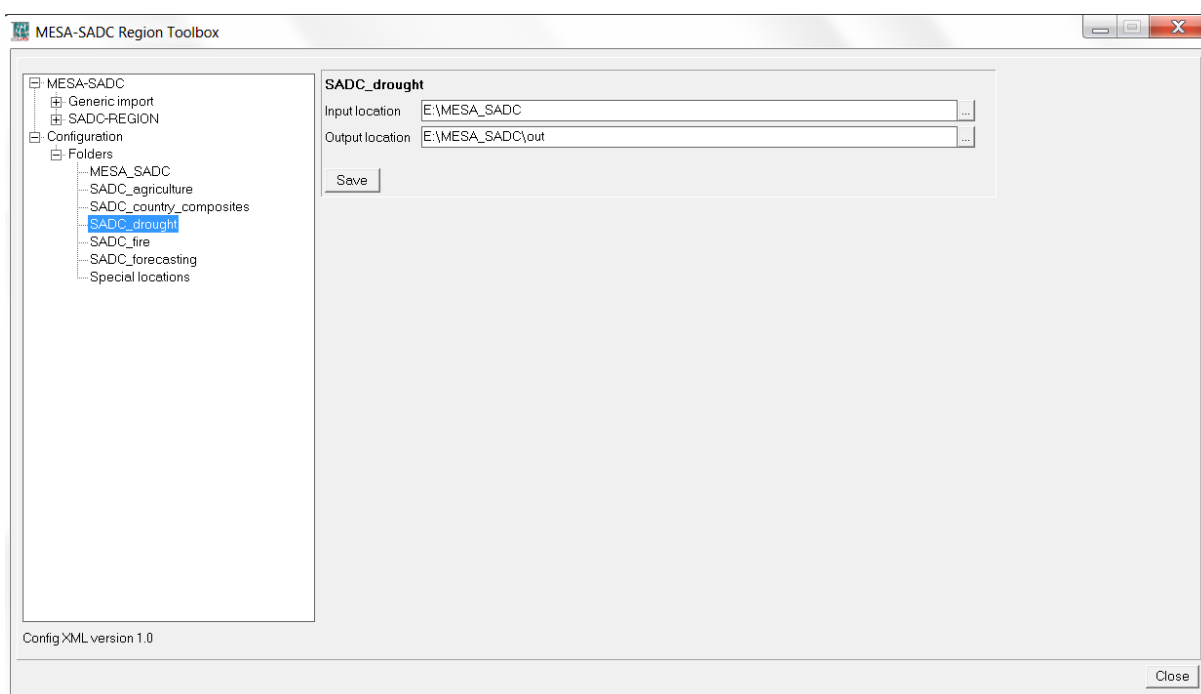 MESA-SADC Region Toolbox
MESA-SADC
Generic import
SADC-REGION
Configuration
Folders
MESA_SADC
SADC_agriculture
SADC_country_composites
SADC_drought
SADC_fire
SADC_forecasting
Special locations
Config XML version 1.0
SADC_drought
Input location E:\MESA_SADC ...
Output location E:\MESA_SADC\out ...
Save
Close